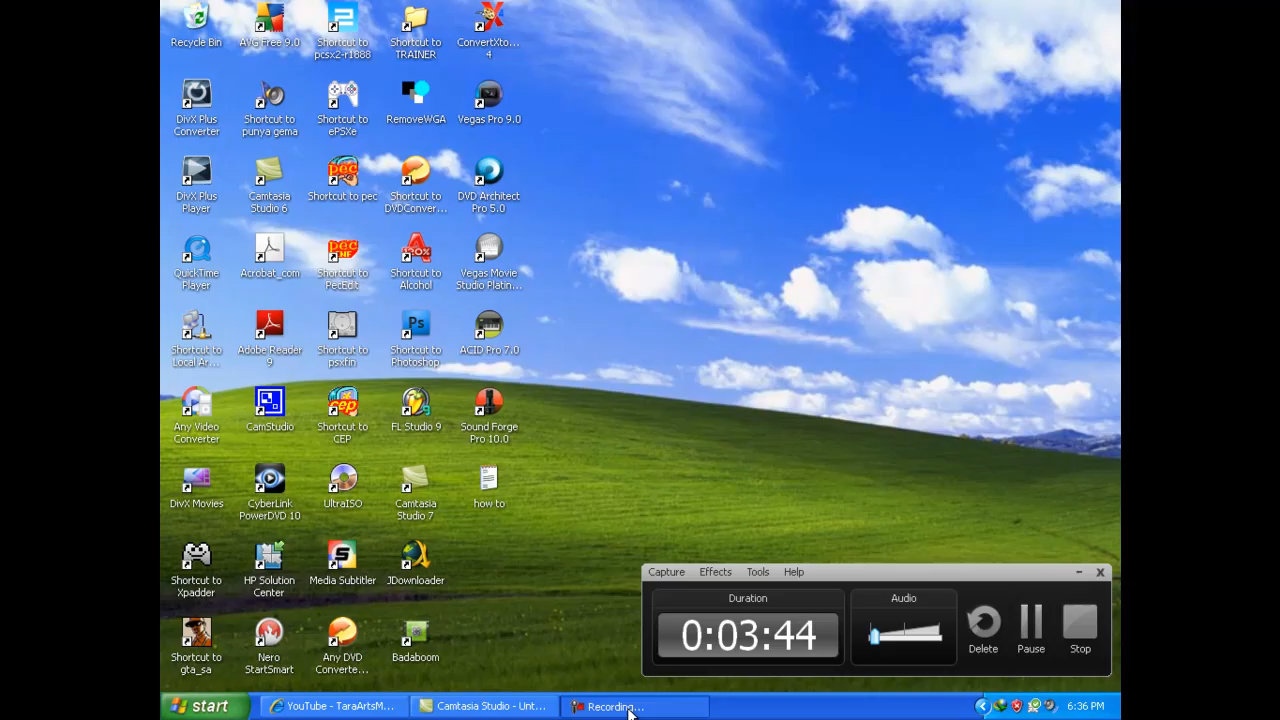 Recycle Bin
AVG Free 9.0
Shortcut to
pcsx2-r1888
Shortcut to
TRAINER
ConvertXto...
4
DivX Plus
Converter
Shortcut to
punya gema
Shortcut to
ePSXe
RemoveWGA
Vegas Pro 9.0
DivX Plus
Player
Camtasia
Studio 6
Shortcut to pec
Shortcut to
DVDConver...
DVD Architect
Pro 5.0
QuickTime
Player
Acrobat_com
Shortcut to
PecEdit
Shortcut to
Alcohol
Vegas Movie
Studio Platin...
Shortcut to
Local Ar...
Adobe Reader
9
Shortcut to
psxfin
Shortcut to
Photoshop
ACID Pro 7.0
Any Video
Converter
CamStudio
Shortcut to
CEP
FL Studio 9
Sound Forge
Pro 10.0
DivX Movies
CyberLink
PowerDVD 10
UltraISO
Camtasia
Studio 7
how to
Shortcut to
Xpadder
HP Solution
Center
Media Subtitler
JDownloader
Shortcut to
gta_sa
Nero
StartSmart
Any DVD
Converte...
Badaboom
Capture Effects Tools Help
Duration
0:03:44
Audio
Delete
Pause
Stop
start
YouTube - TaraArtsM...
Camtasia Studio - Unt...
Recording...
6:36 PM